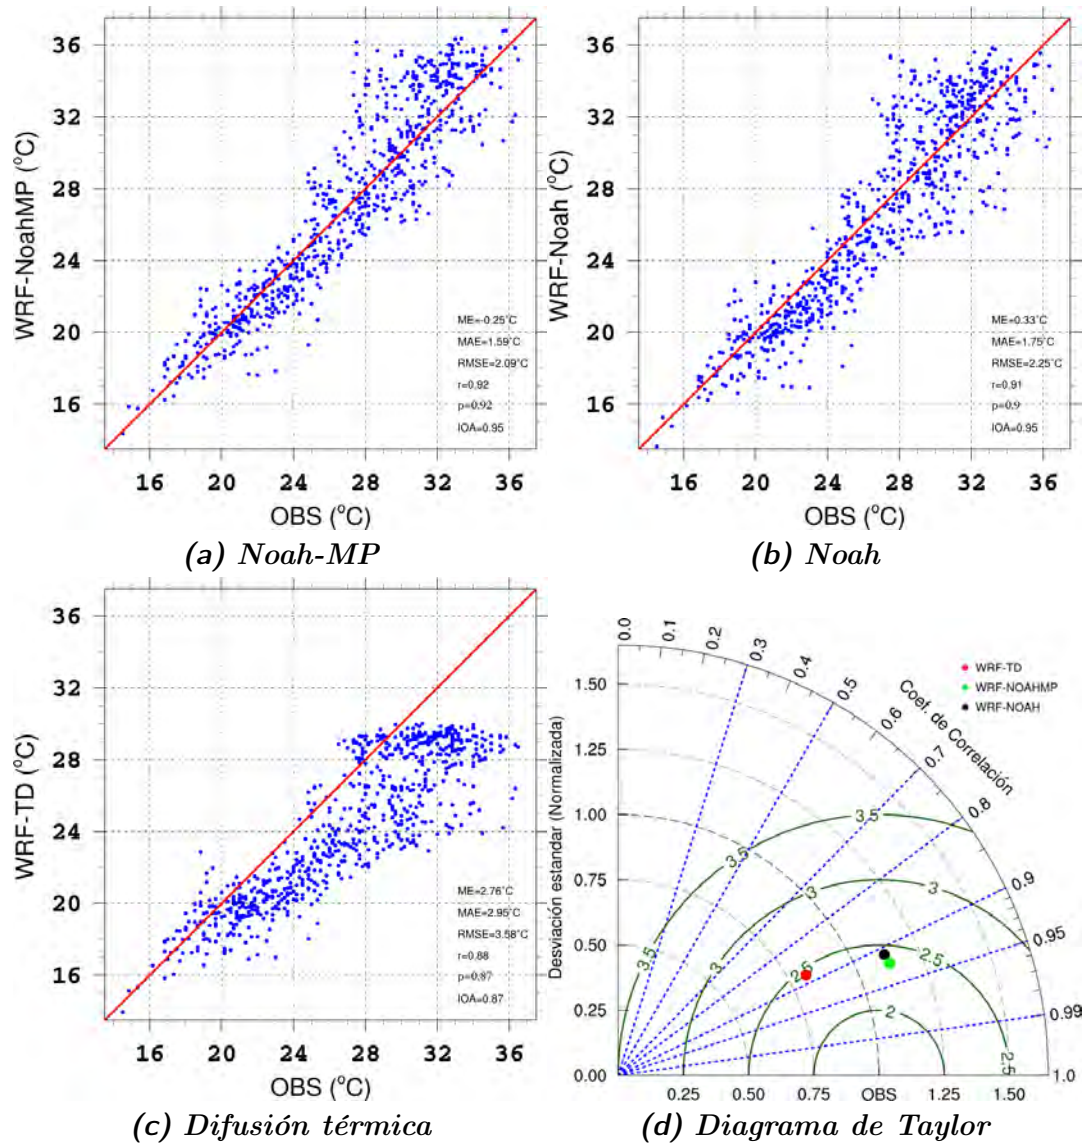 WRF-NoahMP (°C)
36
32
28
24
20
16
ME=-0.25°C
MAE=1.59°C
RMSE=2.09°C
r=0.92
p=0.92
IOA=0.95
16 20 24 28 32 36
OBS (°C)
(a) Noah-MP
WRF-Noah (°C)
36
32
28
24
20
16
ME=0.33°C
MAE=1.75°C
RMSE=2.25°C
r=0.91
p=0.9
IOA=0.95
16 20 24 28 32 36
OBS (°C)
(b) Noah
WRF-TD (°C)
36
32
28
24
20
16
ME=2.76°C
MAE=2.95°C
RMSE=3.58°C
r=0.88
p=0.87
IOA=0.87
16 20 24 28 32 36
OBS (°C)
(c) Difusión térmica
Desviación estandar (Normalizada)
1.50
1.25
1.00
0.75
0.50
0.25
0.00
0.0 0.1 0.2 0.3 0.4 0.5 0.6 0.7 0.8 0.9 0.95 0.99 1.0
Coef. de Correlación
WRF-TD
WRF-NOAHMP
WRF-NOAH
3.5
3.5
3.5
3
3
3
2.5
2.5
2.5
2
0.25 0.50 0.75 OBS 1.25 1.50
(d) Diagrama de Taylor